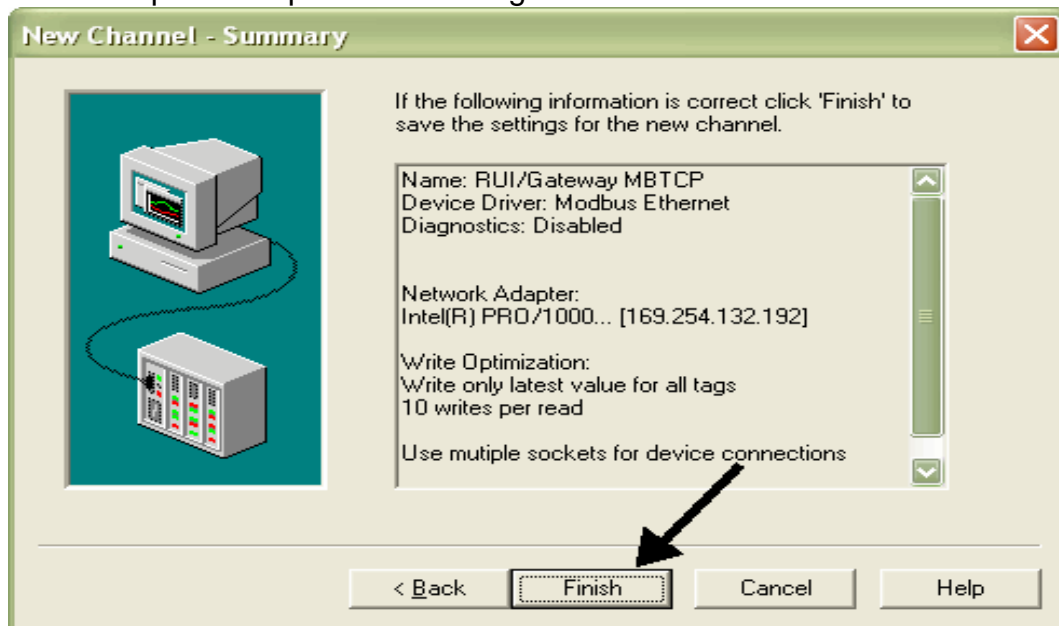 New Channel - Summary
If the following information is correct click 'Finish' to
save the settings for the new channel.
Name: RUI/Gateway MBTCP
Device Driver: Modbus Ethernet
Diagnostics: Disabled
Network Adapter:
Intel(R) PRO/1000... [169.254.132.192]
Write Optimization:
Write only latest value for all tags
10 writes per read
Use mutiple sockets for device connections
< Back
Finish
Cancel
Help